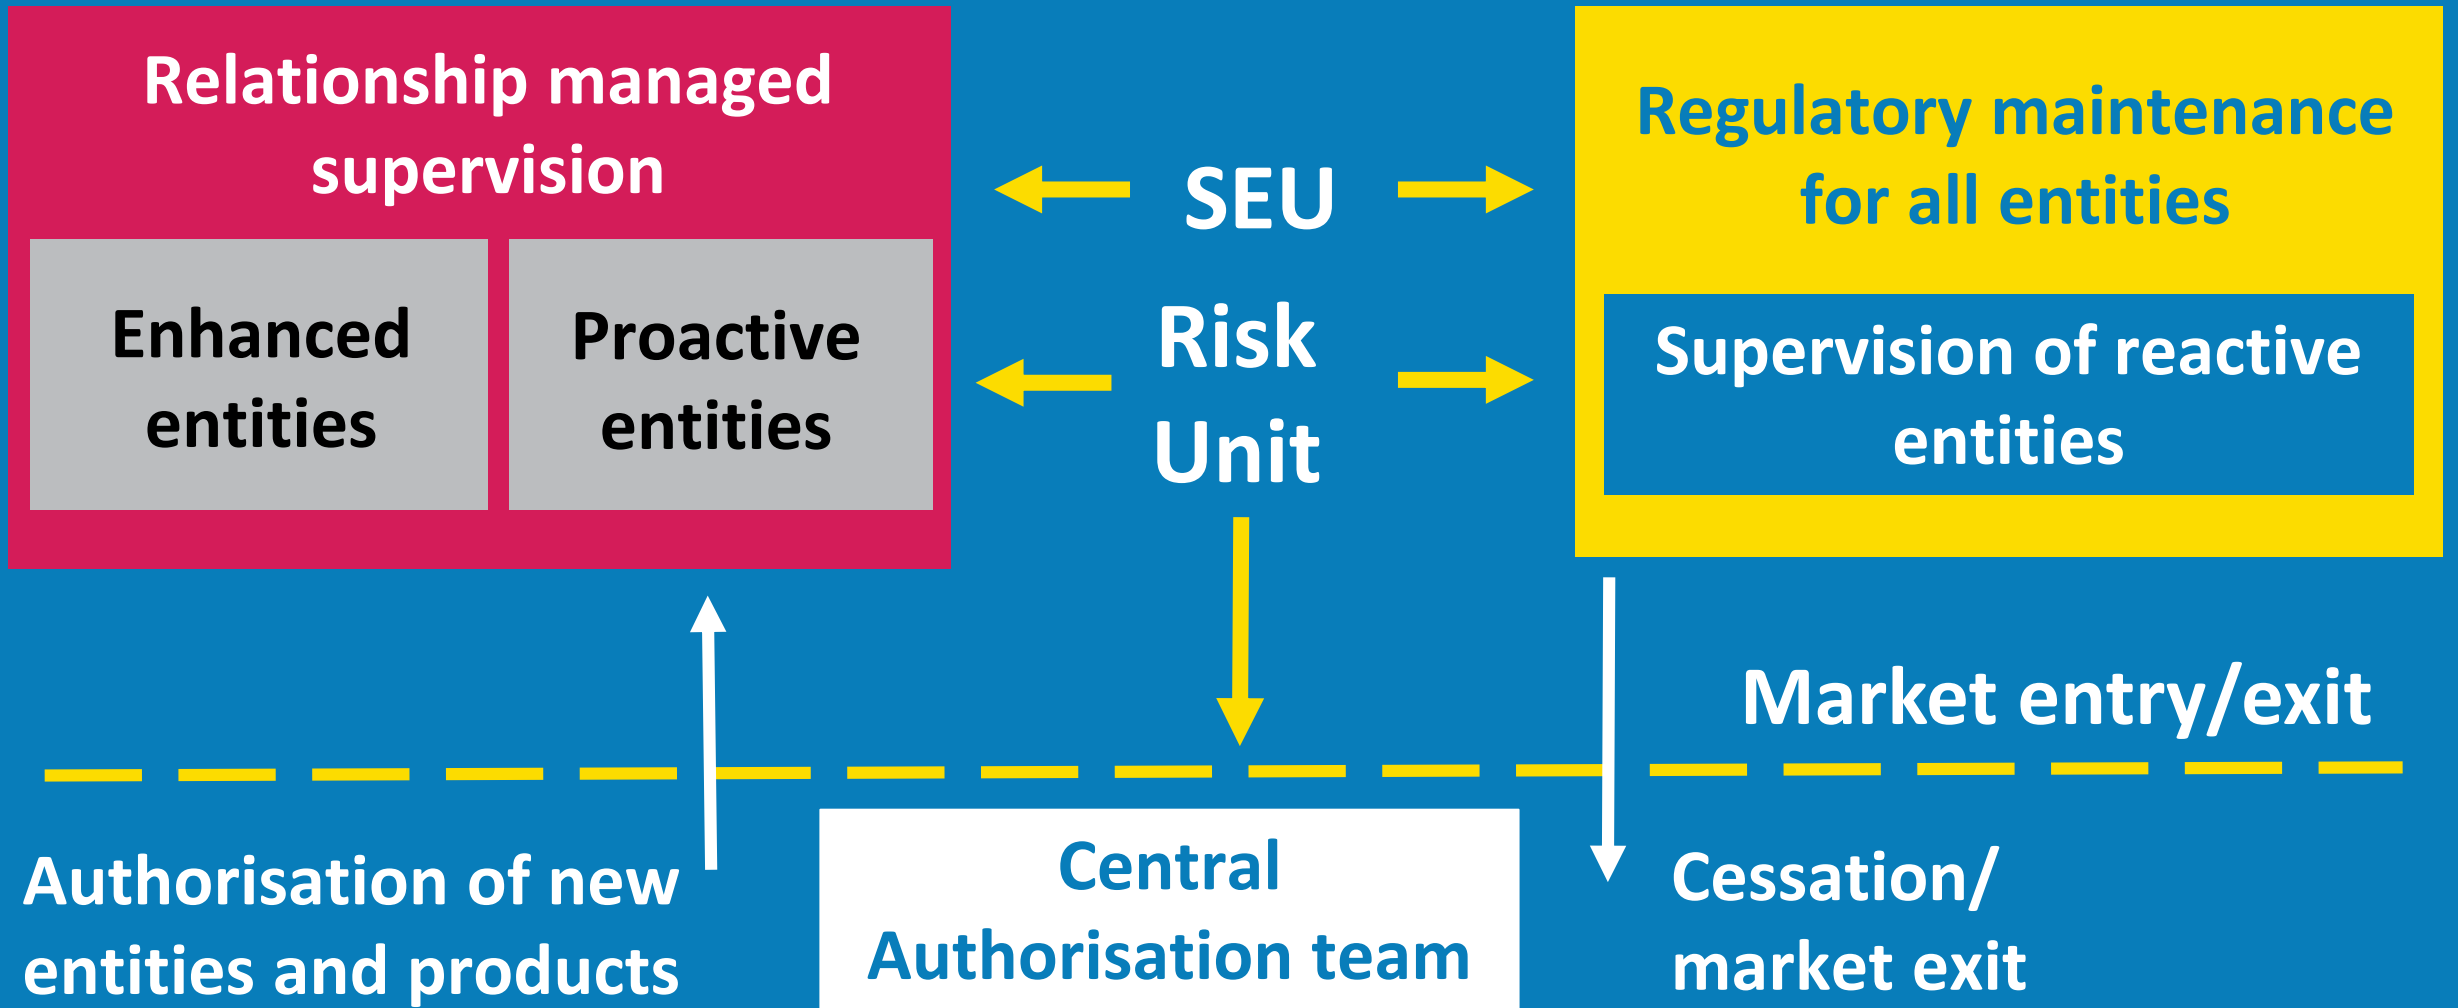 Relationship managed
supervision
Enhanced
entities
Proactive
entities
SEU
Risk
Unit
Regulatory maintenance
for all entities
Supervision of reactive
entities
Market entry/exit
Authorisation of new
entities and products
Central
Authorisation team
Cessation/
market exit